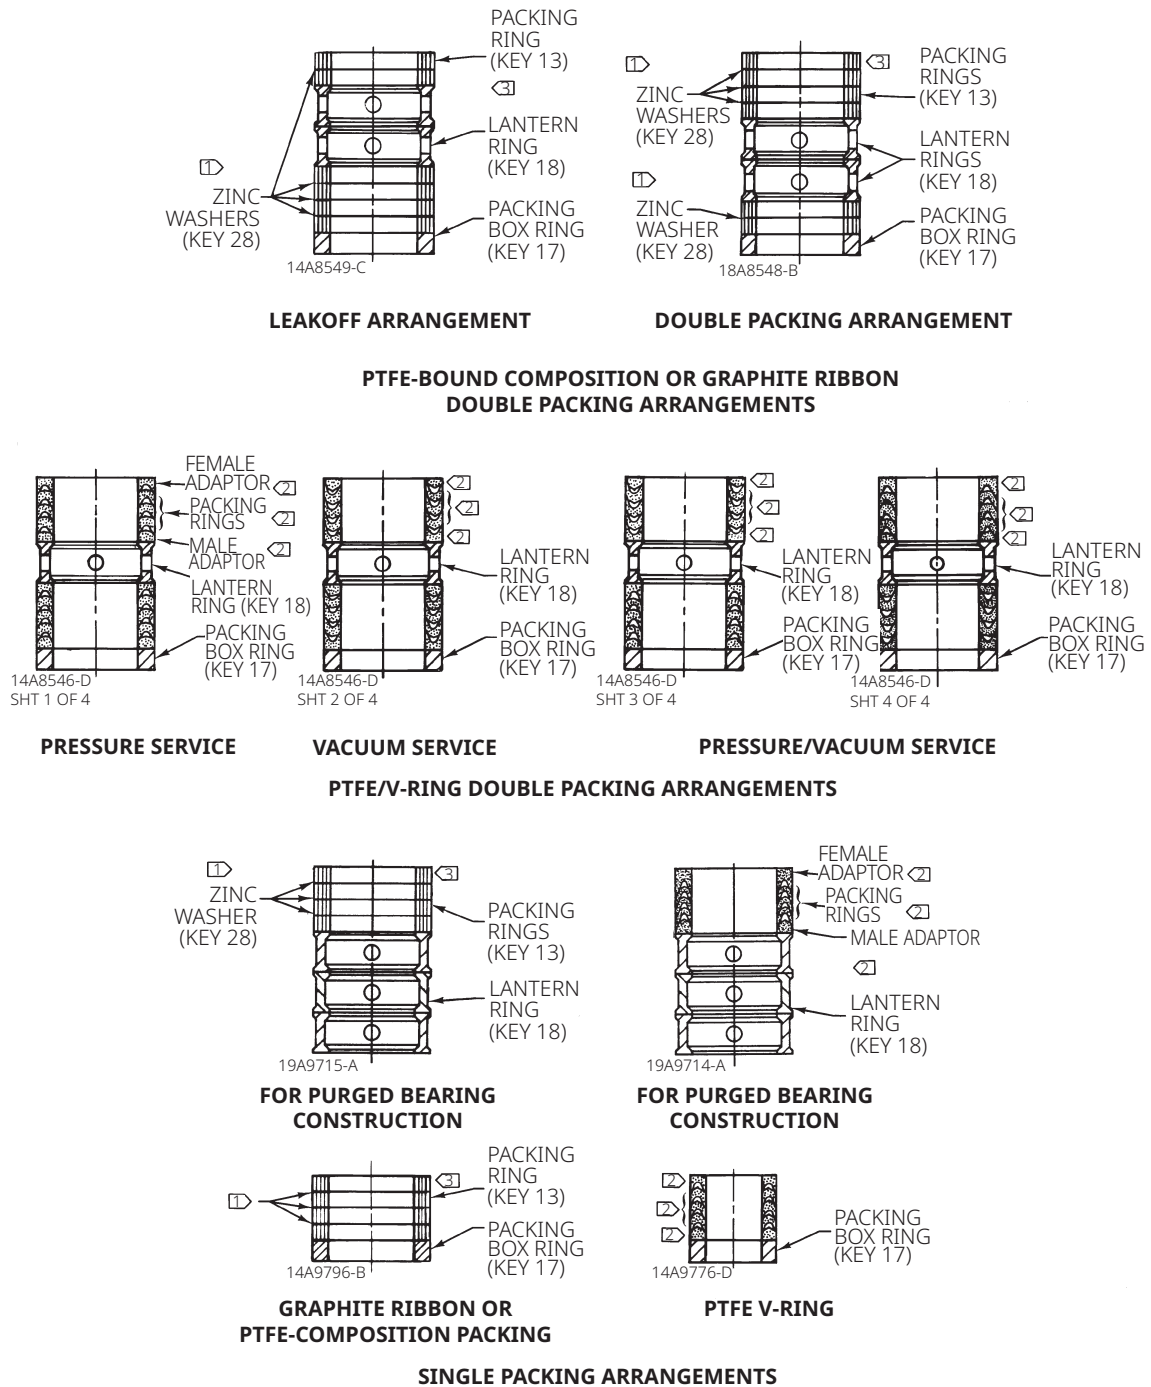 PACKING
RING
(KEY 13)
3
LANTERN
RING
(KEY 18)
1
ZINC
WASHERS
(KEY 28)
PACKING
BOX RING
(KEY 17)
14A8549-C
LEAKOFF ARRANGEMENT
1
ZINC
WASHERS
(KEY 28)
3
PACKING
RINGS
(KEY 13)
LANTERN
RINGS
(KEY 18)
1
ZINC
WASHER
(KEY 28)
PACKING
BOX RING
(KEY 17)
18A8548-B
DOUBLE PACKING ARRANGEMENT
PTFE-BOUND COMPOSITION OR GRAPHITE RIBBON
DOUBLE PACKING ARRANGEMENTS
FEMALE
ADAPTOR 2
PACKING
RINGS 2
MALE 2
ADAPTOR
LANTERN
RING (KEY 18)
PACKING
BOX RING
(KEY 17)
14A8546-D
SHT 1 OF 4
PRESSURE SERVICE
2
2
2
LANTERN
RING
(KEY 18)
PACKING
BOX RING
(KEY 17)
14A8546-D
SHT 2 OF 4
VACUUM SERVICE
2
2
2
LANTERN
RING
(KEY 18)
PACKING
BOX RING
(KEY 17)
14A8546-D
SHT 3 OF 4
2
2
2
LANTERN
RING
(KEY 18)
PACKING
BOX RING
(KEY 17)
14A8546-D
SHT 4 OF 4
PRESSURE/VACUUM SERVICE
PTFE/V-RING DOUBLE PACKING ARRANGEMENTS
1
ZINC
WASHER
(KEY 28)
3
PACKING
RINGS
(KEY 13)
LANTERN
RING
(KEY 18)
19A9715-A
FOR PURGED BEARING
CONSTRUCTION
FEMALE
ADAPTOR 2
PACKING
RINGS 2
MALE ADAPTOR
2
LANTERN
RING
(KEY 18)
19A9714-A
FOR PURGED BEARING
CONSTRUCTION
1
3
PACKING
RING
(KEY 13)
PACKING
BOX RING
(KEY 17)
14A9796-B
GRAPHITE RIBBON OR
PTFE-COMPOSITION PACKING
2
2
2
PACKING
BOX RING
(KEY 17)
14A9776-D
PTFE V-RING
SINGLE PACKING ARRANGEMENTS